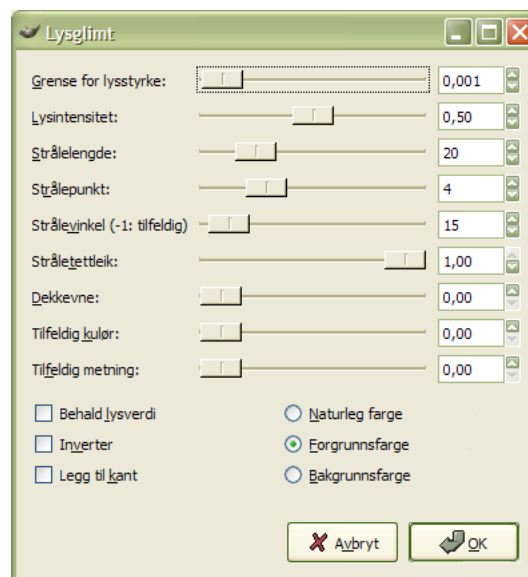 Lysglimt
Grense for lysstyrke: 0,001
Lysintensitet: 0,50
Strålelengde: 20
Strålepunkt: 4
Strålevinkel (-1: tilfeldig) 15
Stråletettleik: 1,00
Dekkevne: 0,00
Tilfeldig kulør: 0,00
Tilfeldig metning: 0,00
Behald lysverdi Naturleg farge
Inverter Forgrunnsfarge
Legg til kant Bakgrunnsfarge
Avbryt OK